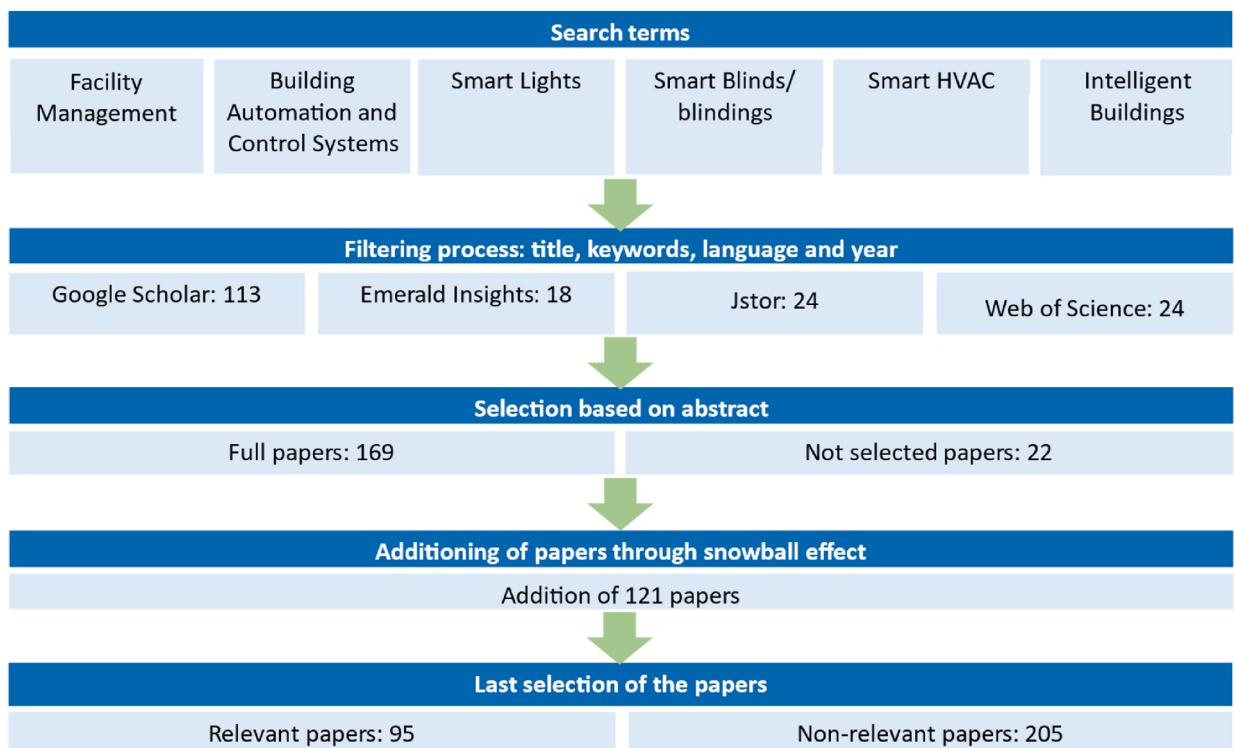 Search terms
Facility
Management
Building
Automation and
Control Systems
Smart Lights
Smart Blinds/
blindings
Smart HVAC
Intelligent
Buildings
Filtering process: title, keywords, language and year
Google Scholar: 113
Emerald Insights: 18
Jstor: 24
Web of Science: 24
Selection based on abstract
Full papers: 169
Not selected papers: 22
Additioning of papers through snowball effect
Addition of 121 papers
Last selection of the papers
Relevant papers: 95
Non-relevant papers: 205